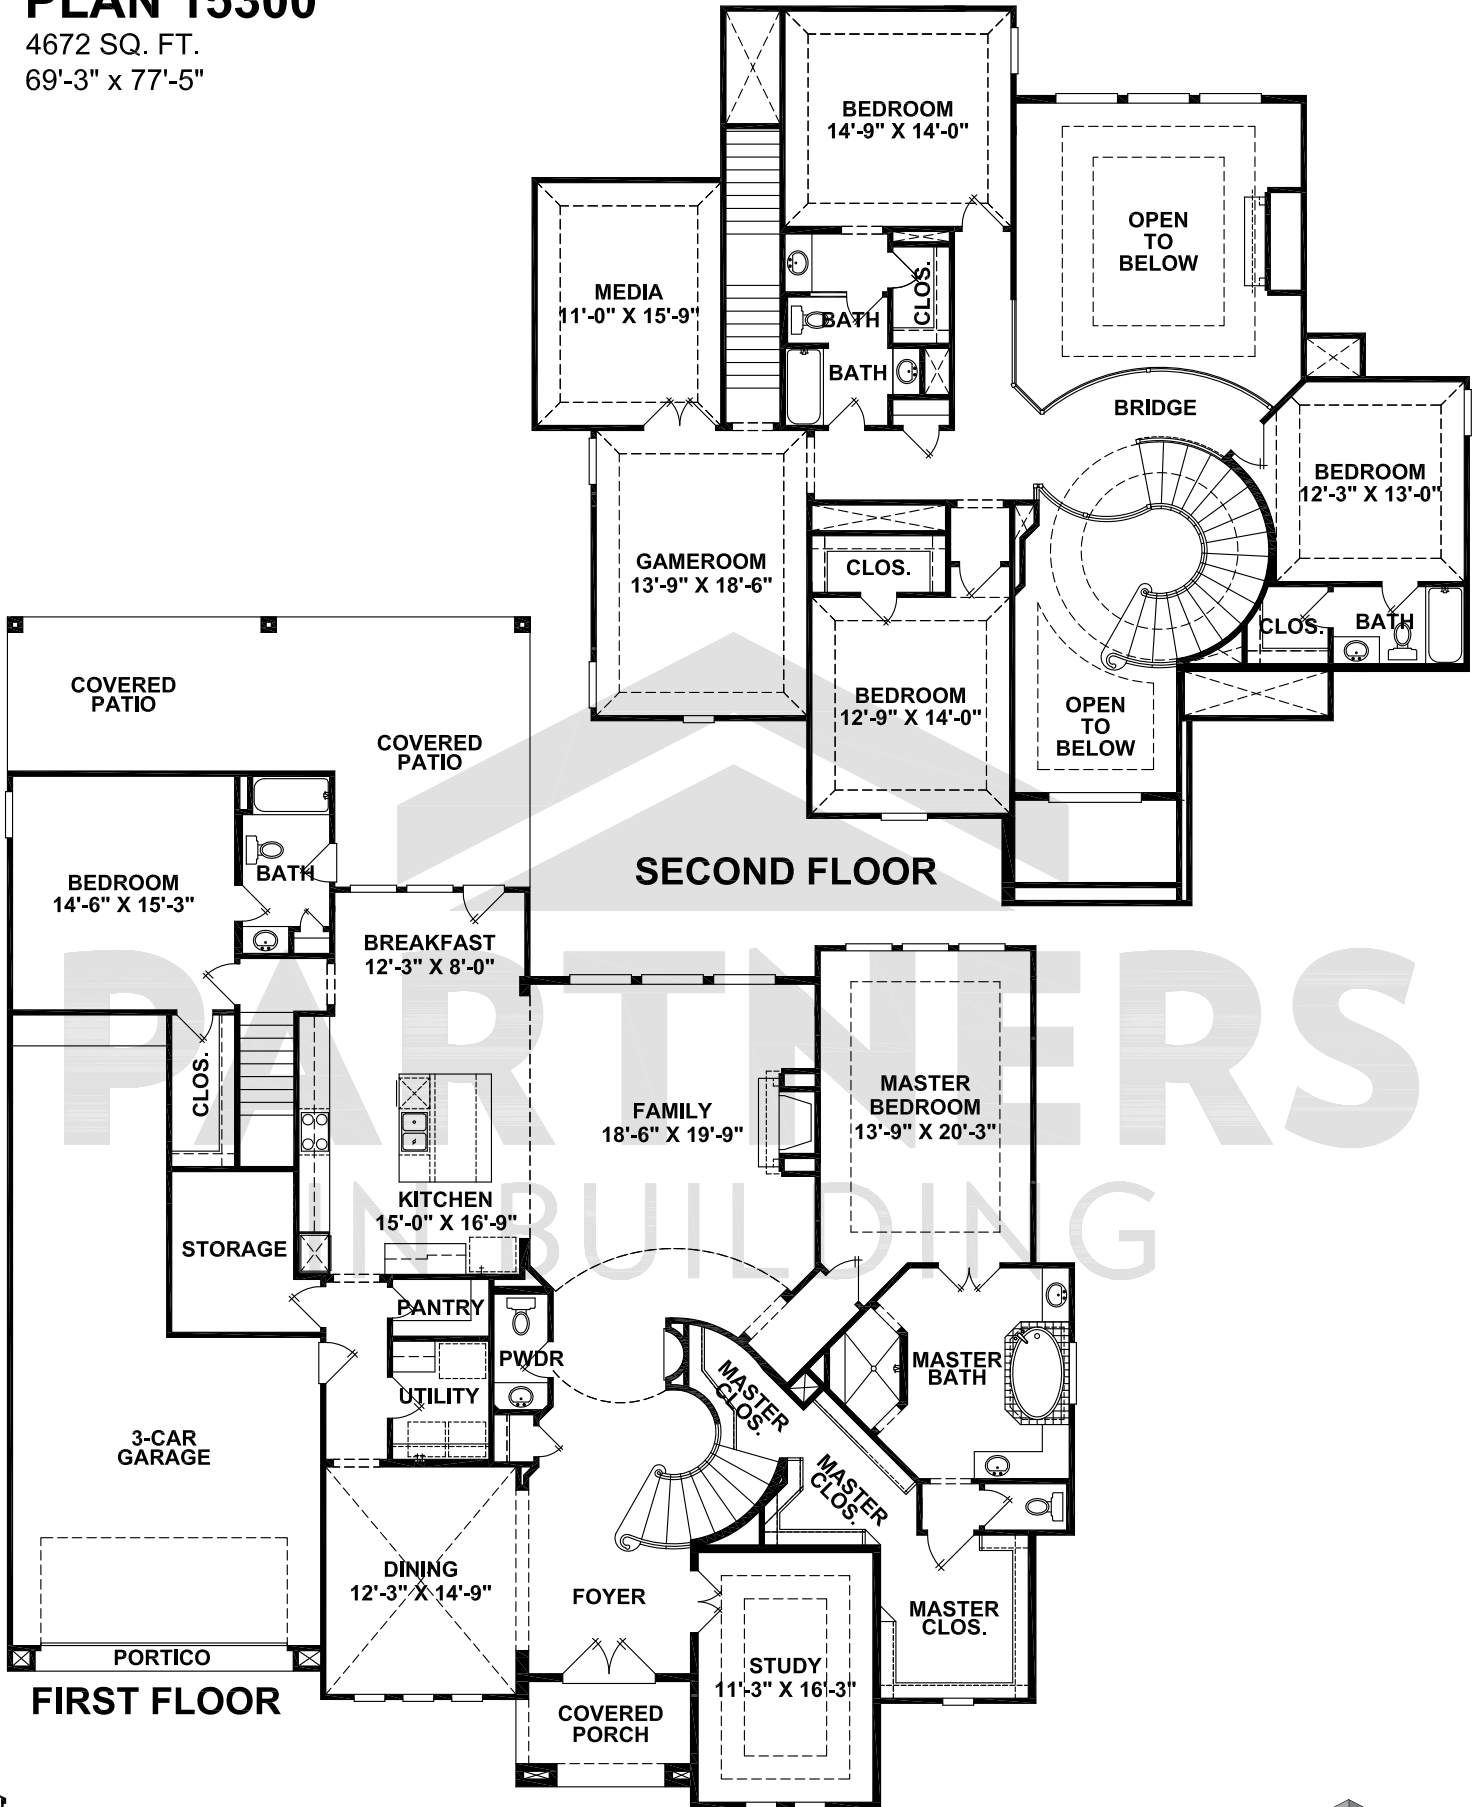 PLAN 15300
4672 SQ. FT.
69'-3" x 77'-5"
BEDROOM
14'-9" X 14'-0"
OPEN
TO
BELOW
MEDIA
11'-0" X 15'-9"
CLOS.
BATH
BATH
BRIDGE
BEDROOM
12'-3" X 13'-0"
GAMEROOM
13'-9" X 18'-6"
CLOS.
CLOS.
BATH
BEDROOM
12'-9" X 14'-0"
OPEN
TO
BELOW
SECOND FLOOR
COVERED
PATIO
COVERED
PATIO
BEDROOM
14'-6" X 15'-3"
BATH
BREAKFAST
12'-3" X 8'-0"
PARTNERS
IN BUILDING
CLOS.
FAMILY
18'-6" X 19'-9"
MASTER
BEDROOM
13'-9" X 20'-3"
KITCHEN
15'-0" X 16'-9"
STORAGE
PANTRY
PWDR
UTILITY
MASTER
CLOS.
MASTER
BATH
3-CAR
GARAGE
MASTER
CLOS.
DINING
12'-3" X 14'-9"
FOYER
MASTER
CLOS.
PORTICO
STUDY
11'-3" X 16'-3"
COVERED
PORCH
FIRST FLOOR